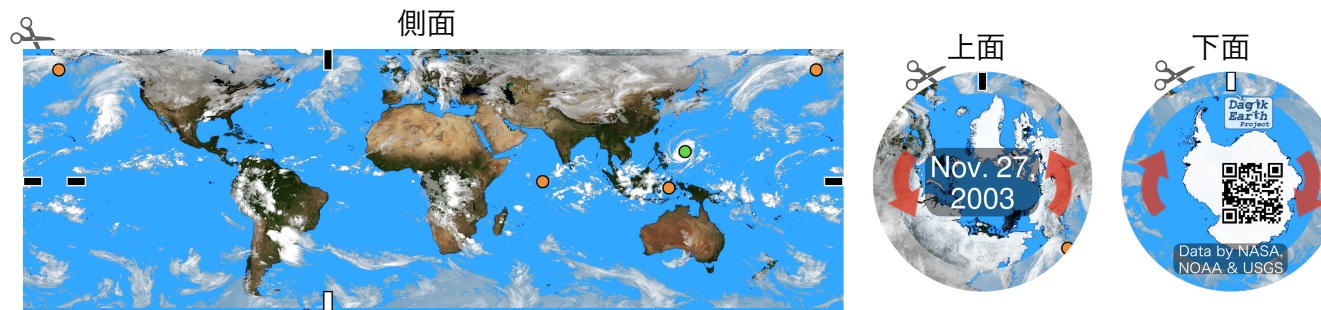 側面
上面
下面
Nov. 27,
2003
Dagik
Earth
Project
Data by NASA,
NOAA & USGS